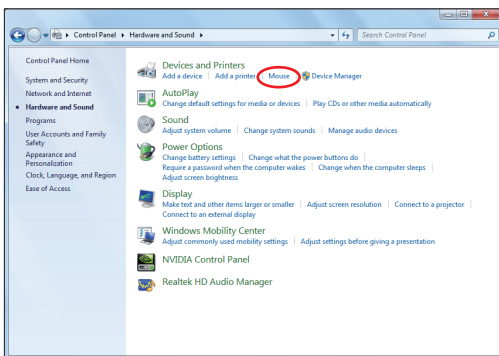 Control Panel ▸ Hardware and Sound ▸
Search Control Panel
Control Panel Home
System and Security
Network and Internet
Hardware and Sound
Programs
User Accounts and Family
Safety
Appearance and
Personalization
Clock, Language, and Region
Ease of Access
Devices and Printers
Add a device | Add a printer | Mouse | Device Manager
AutoPlay
Change default settings for media or devices | Play CDs or other media automatically
Sound
Adjust system volume | Change system sounds | Manage audio devices
Power Options
Change battery settings | Change what the power buttons do |
Require a password when the computer wakes | Change when the computer sleeps |
Adjust screen brightness
Display
Make text and other items larger or smaller | Adjust screen resolution | Connect to a projector |
Connect to an external display
Windows Mobility Center
Adjust commonly used mobility settings | Adjust settings before giving a presentation
NVIDIA Control Panel
Realtek HD Audio Manager